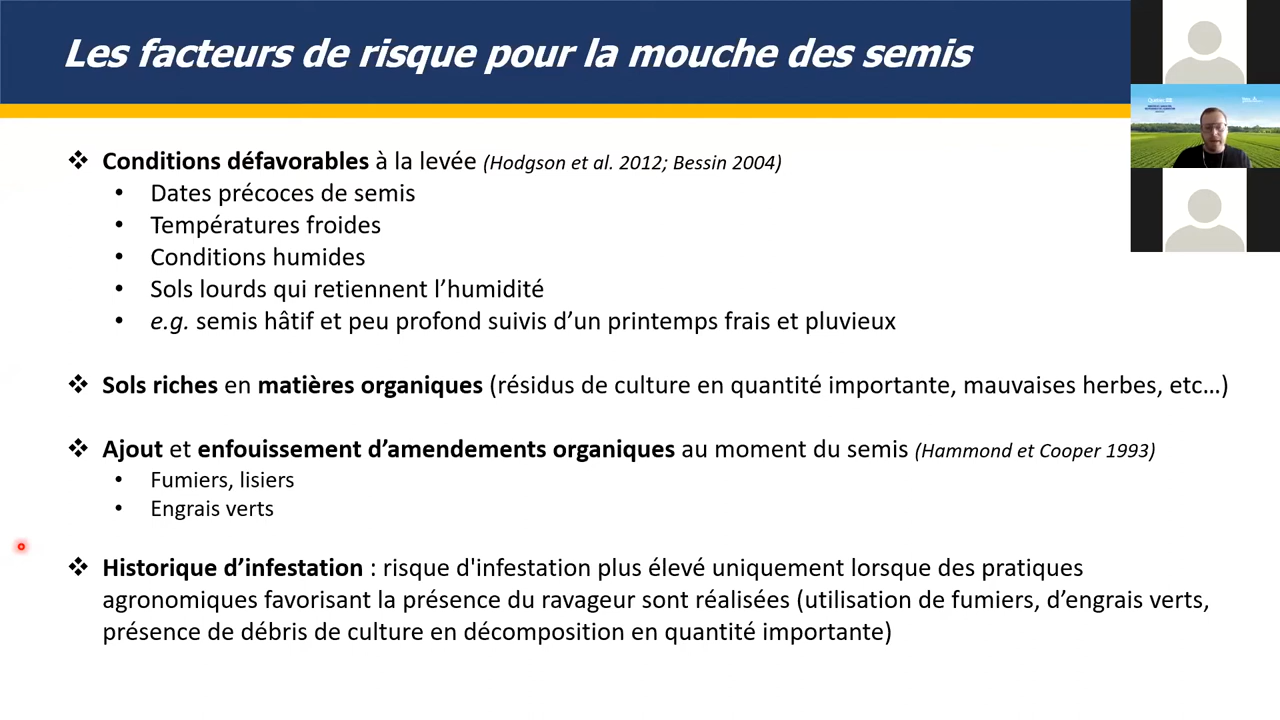 Les facteurs de risque pour la mouche des semis
❖ Conditions défavorables à la levée (Hodgson et al. 2012; Bessin 2004)
• Dates précoces de semis
• Températures froides
• Conditions humides
• Sols lourds qui retiennent l’humidité
• e.g. semis hâtif et peu profond suivis d’un printemps frais et pluvieux
❖ Sols riches en matières organiques (résidus de culture en quantité importante, mauvaises herbes, etc…)
❖ Ajout et enfouissement d’amendements organiques au moment du semis (Hammond et Cooper 1993)
• Fumiers, lisiers
• Engrais verts
❖ Historique d’infestation : risque d'infestation plus élevé uniquement lorsque des pratiques
agronomiques favorisant la présence du ravageur sont réalisées (utilisation de fumiers, d’engrais verts,
présence de débris de culture en décomposition en quantité importante)